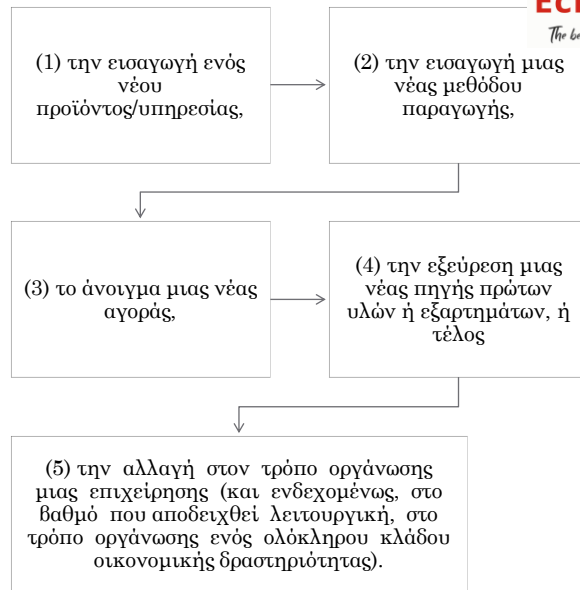 (1) την εισαγωγή ενός
νέου
προϊόντος/υπηρεσίας,
(2) την εισαγωγή μιας
νέας μεθόδου
παραγωγής,
(3) το άνοιγμα μιας νέας
αγοράς,
(4) την εξεύρεση μιας
νέας πηγής πρώτων
υλών ή εξαρτημάτων, ή
τέλος
(5) την αλλαγή στον τρόπο οργάνωσης
μιας επιχείρησης (και ενδεχομένως, στο
βαθμό που αποδειχθεί λειτουργική, στο
τρόπο οργάνωσης ενός ολόκληρου κλάδου
οικονομικής δραστηριότητας).
The